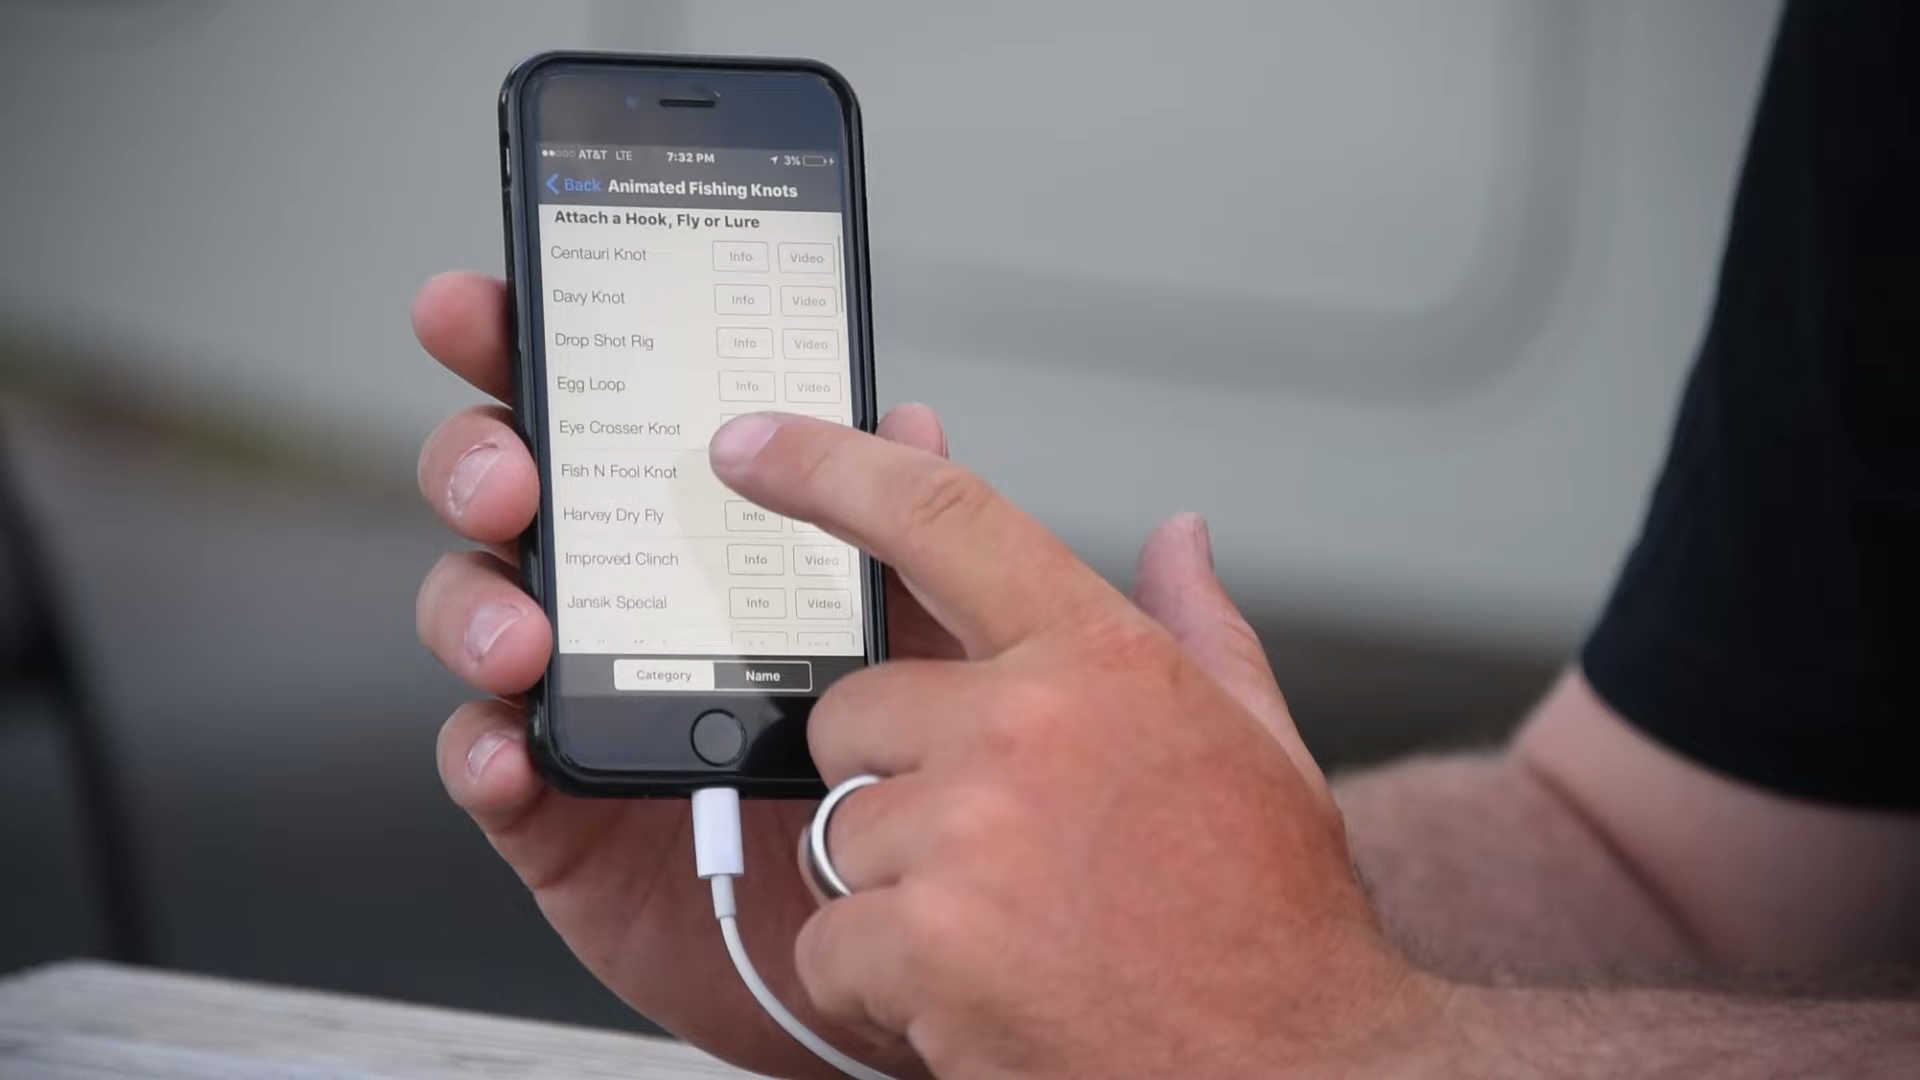 AT&T LTE 7:32 PM 3%
Back Animated Fishing Knots
Attach a Hook, Fly or Lure
Centauri Knot Info Video
Davy Knot Info Video
Drop Shot Rig Info Video
Egg Loop Info Video
Eye Crosser Knot
Fish N Fool Knot
Harvey Dry Fly Info
Improved Clinch Info Video
Jansik Special Info Video
Category Name